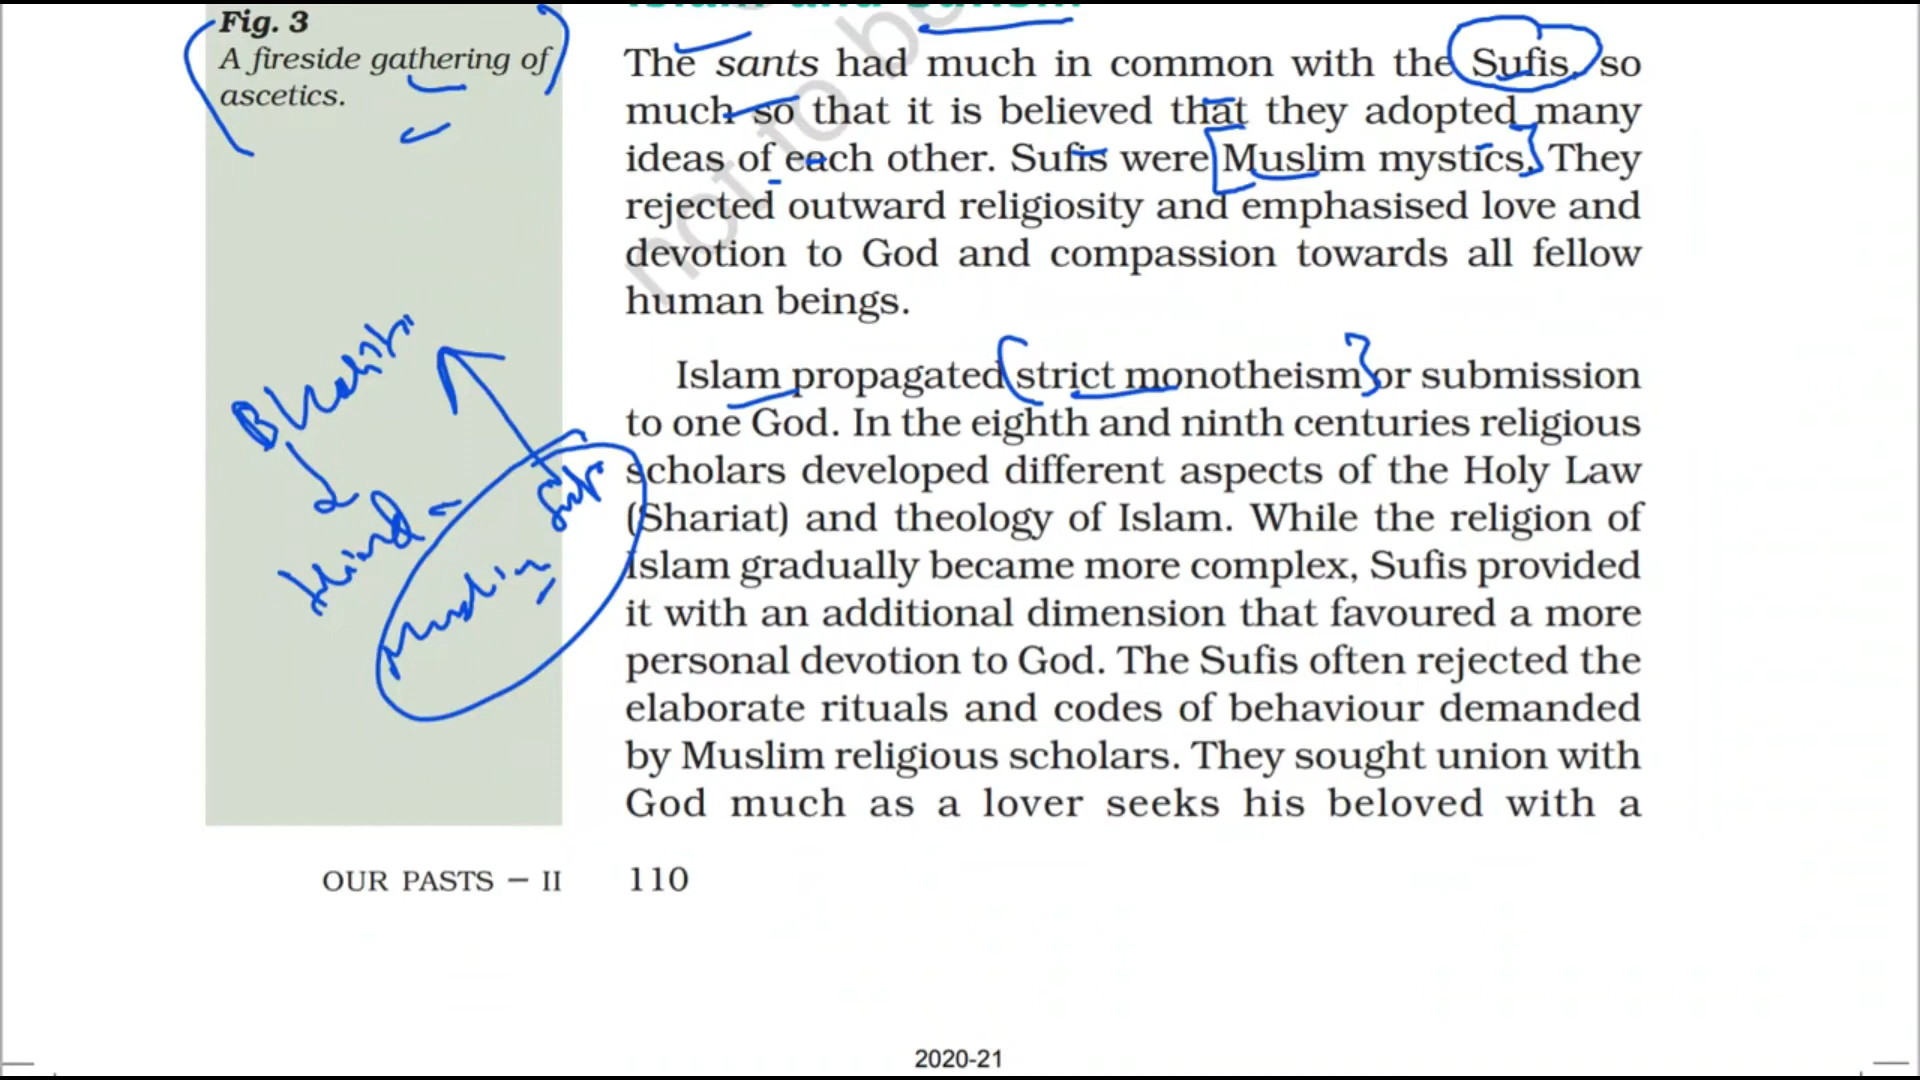 Fig. 3
A fireside gathering of
ascetics.
Bhakti
Hindu
Sufi
muslim
The sants had much in common with the Sufis, so
much so that it is believed that they adopted many
ideas of each other. Sufis were Muslim mystics. They
rejected outward religiosity and emphasised love and
devotion to God and compassion towards all fellow
human beings.
Islam propagated strict monotheism or submission
to one God. In the eighth and ninth centuries religious
scholars developed different aspects of the Holy Law
(Shariat) and theology of Islam. While the religion of
Islam gradually became more complex, Sufis provided
it with an additional dimension that favoured a more
personal devotion to God. The Sufis often rejected the
elaborate rituals and codes of behaviour demanded
by Muslim religious scholars. They sought union with
God much as a lover seeks his beloved with a
OUR PASTS – II 110
2020-21
not to be